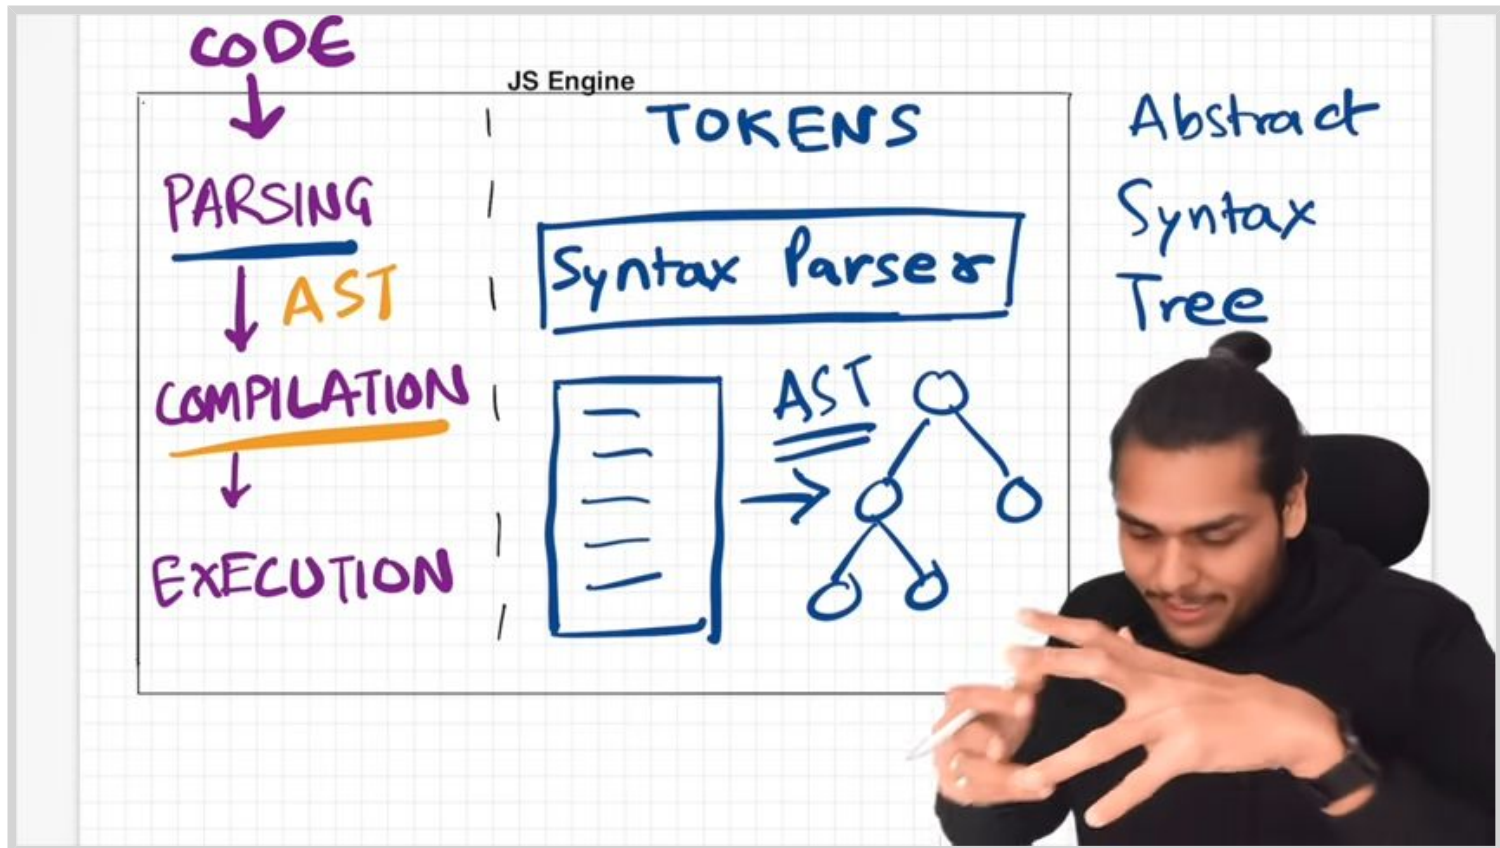 CODE
JS Engine
PARSING
AST
COMPILATION
EXECUTION
TOKENS
Syntax Parser
AST
Abstract
Syntax
Tree